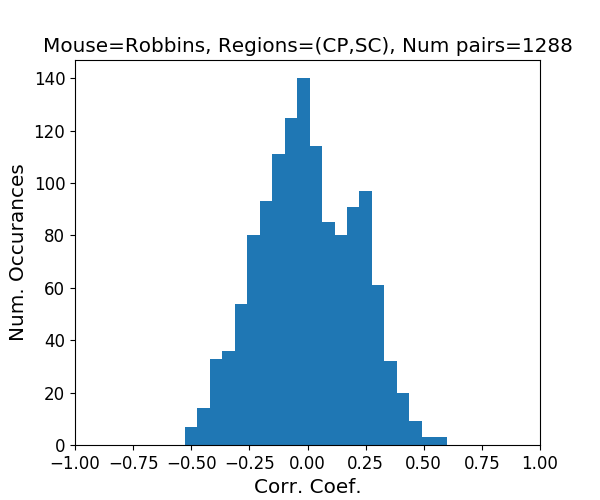 Mouse=Robbins, Regions=(CP,SC), Num pairs=1288
140
120
100
80
60
40
20
0
Num. Occurances
−1.00 −0.75 −0.50 −0.25 0.00 0.25 0.50 0.75 1.00
Corr. Coef.